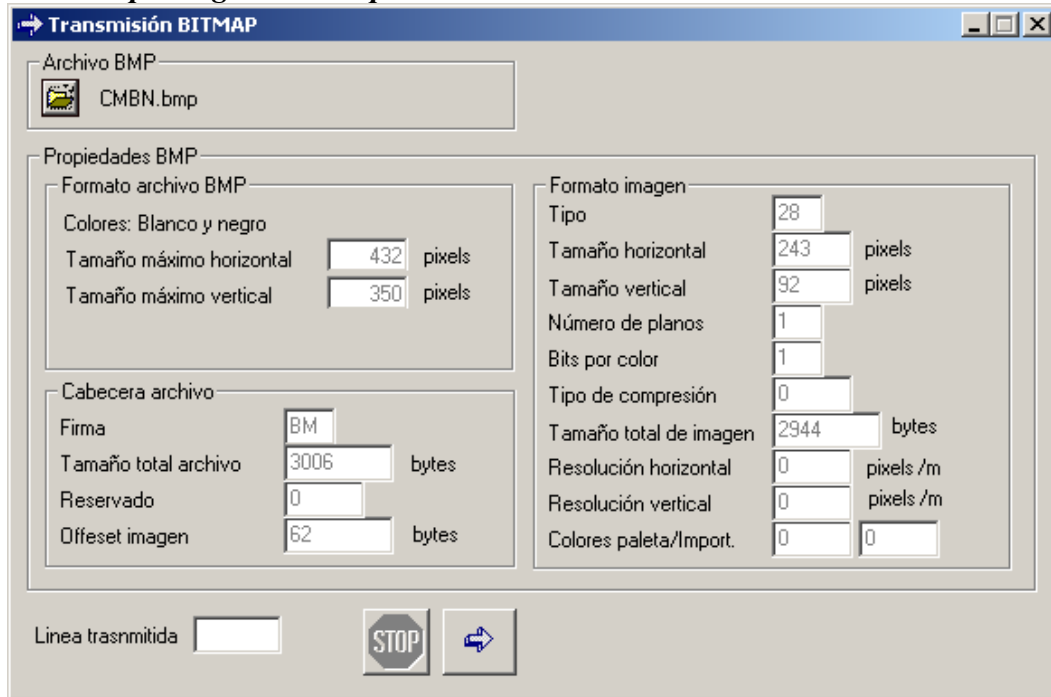 Transmisión BITMAP
Archivo BMP
CMBN.bmp
Propiedades BMP
Formato archivo BMP
Colores: Blanco y negro
Tamaño máximo horizontal 432 pixels
Tamaño máximo vertical 350 pixels
Cabecera archivo
Firma BM
Tamaño total archivo 3006 bytes
Reservado 0
Offeset imagen 62 bytes
Formato imagen
Tipo 28
Tamaño horizontal 243 pixels
Tamaño vertical 92 pixels
Número de planos 1
Bits por color 1
Tipo de compresión 0
Tamaño total de imagen 2944 bytes
Resolución horizontal 0 pixels /m
Resolución vertical 0 pixels /m
Colores paleta/Import. 0 0
Linea trasnmitida
STOP